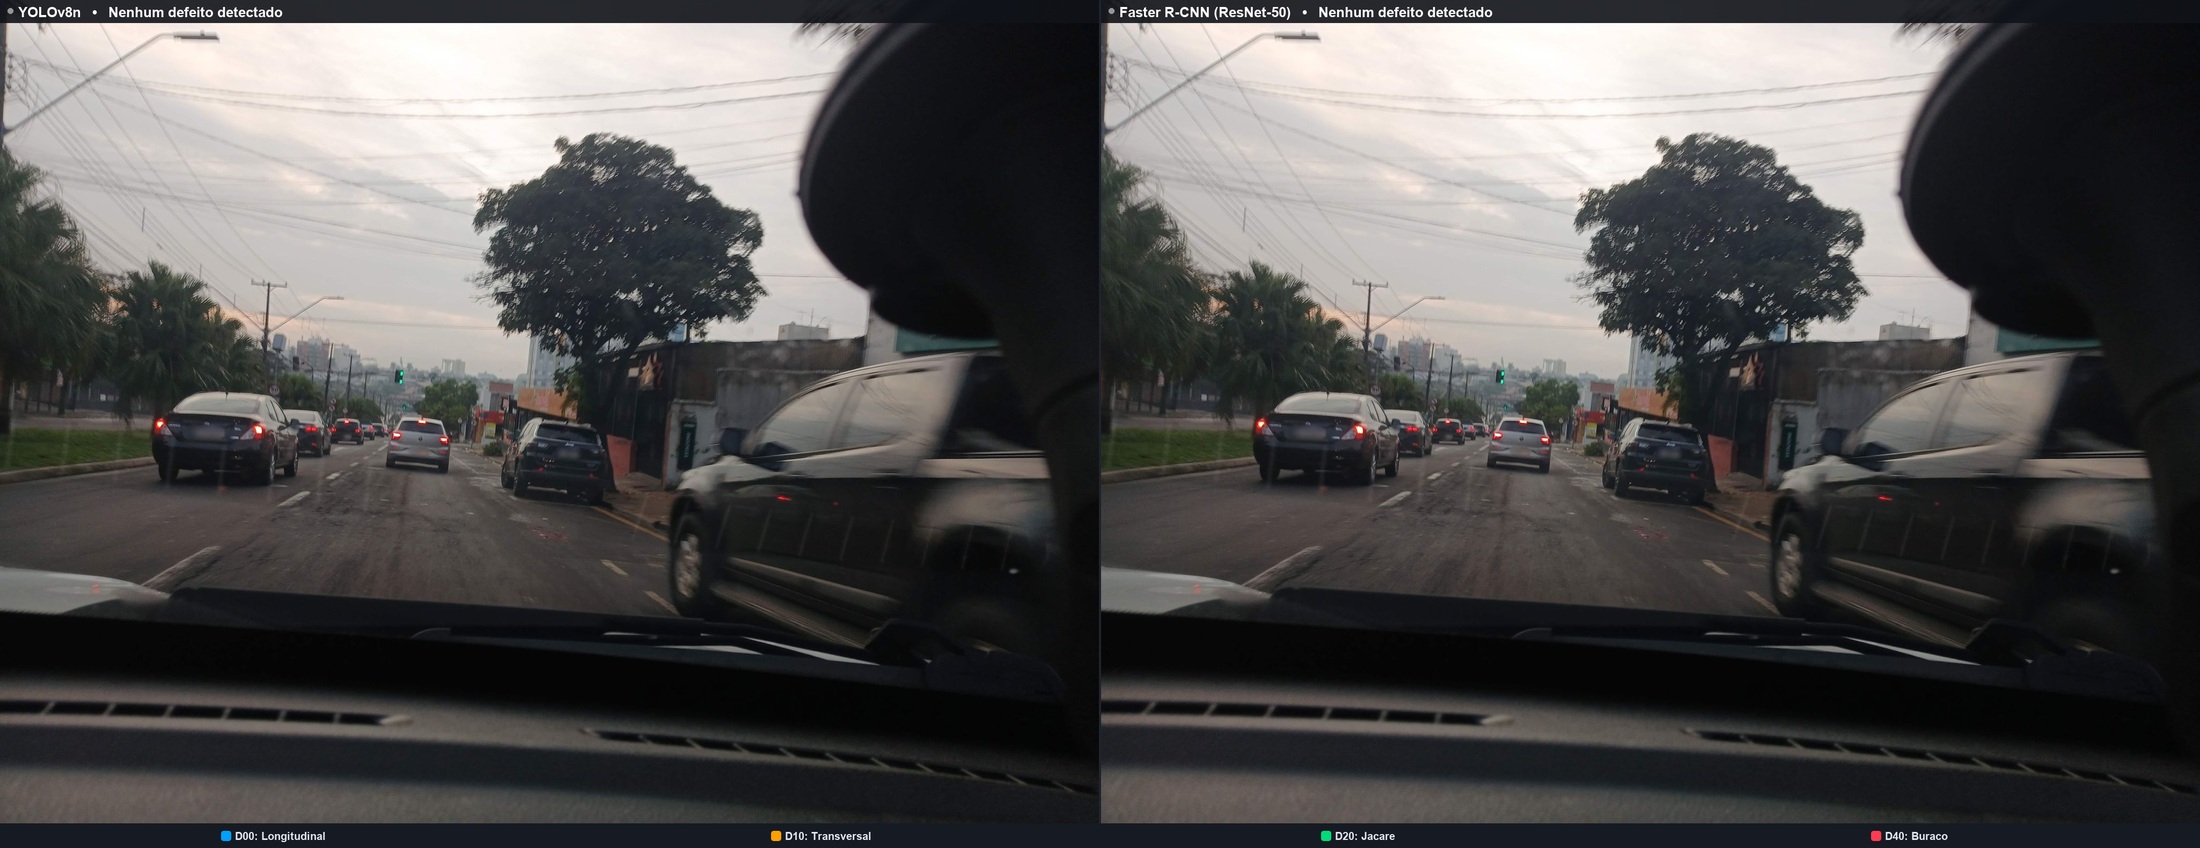 YOLOv8n • Nenhum defeito detectado
Faster R-CNN (ResNet-50) • Nenhum defeito detectado
D00: Longitudinal
D10: Transversal
D20: Jacare
D40: Buraco